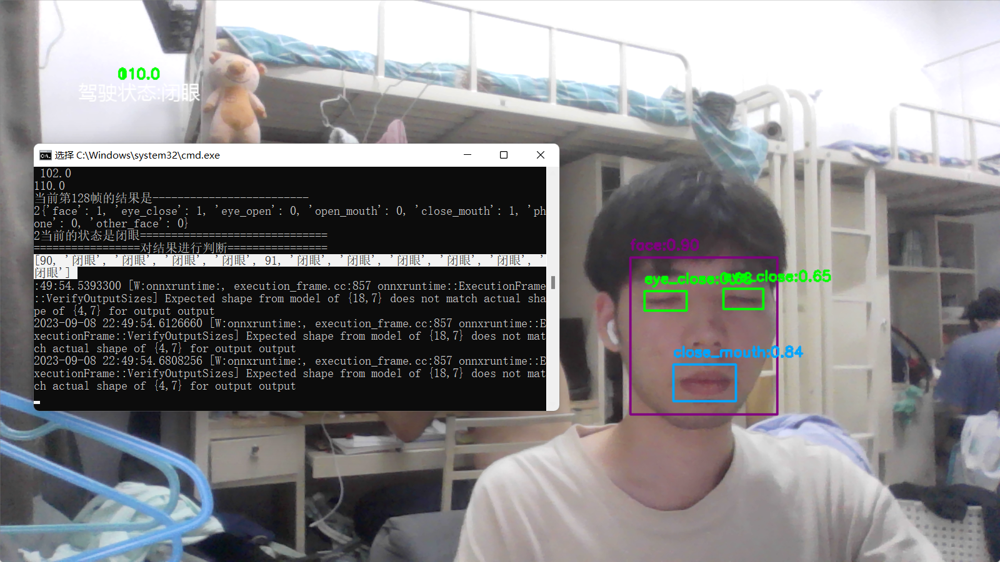 010.0
驾驶状态:闭眼
选择 C:\Windows\system32\cmd.exe
102.0
110.0
当前第128帧的结果是-------------------------
2{'face': 1, 'eye_close': 1, 'eye_open': 0, 'open_mouth': 0, 'close_mouth': 1, 'ph
one': 0, 'other_face': 0}
2当前的状态是闭眼==============================
=================对结果进行判断================
[90, '闭眼', '闭眼', '闭眼', '闭眼', 91, '闭眼', '闭眼', '闭眼', '闭眼', '闭眼', '
闭眼']
:49:54.5393300 [W:onnxruntime:, execution_frame.cc:857 onnxruntime::ExecutionFrame
::VerifyOutputSizes] Expected shape from model of {18,7} does not match actual sha
pe of {4,7} for output output
2023-09-08 22:49:54.6126660 [W:onnxruntime:, execution_frame.cc:857 onnxruntime::E
xecutionFrame::VerifyOutputSizes] Expected shape from model of {18,7} does not mat
ch actual shape of {4,7} for output output
2023-09-08 22:49:54.6808256 [W:onnxruntime:, execution_frame.cc:857 onnxruntime::E
xecutionFrame::VerifyOutputSizes] Expected shape from model of {18,7} does not mat
ch actual shape of {4,7} for output output
face:0.90
eye_close:
eye_close:0.65
close_mouth:0.84